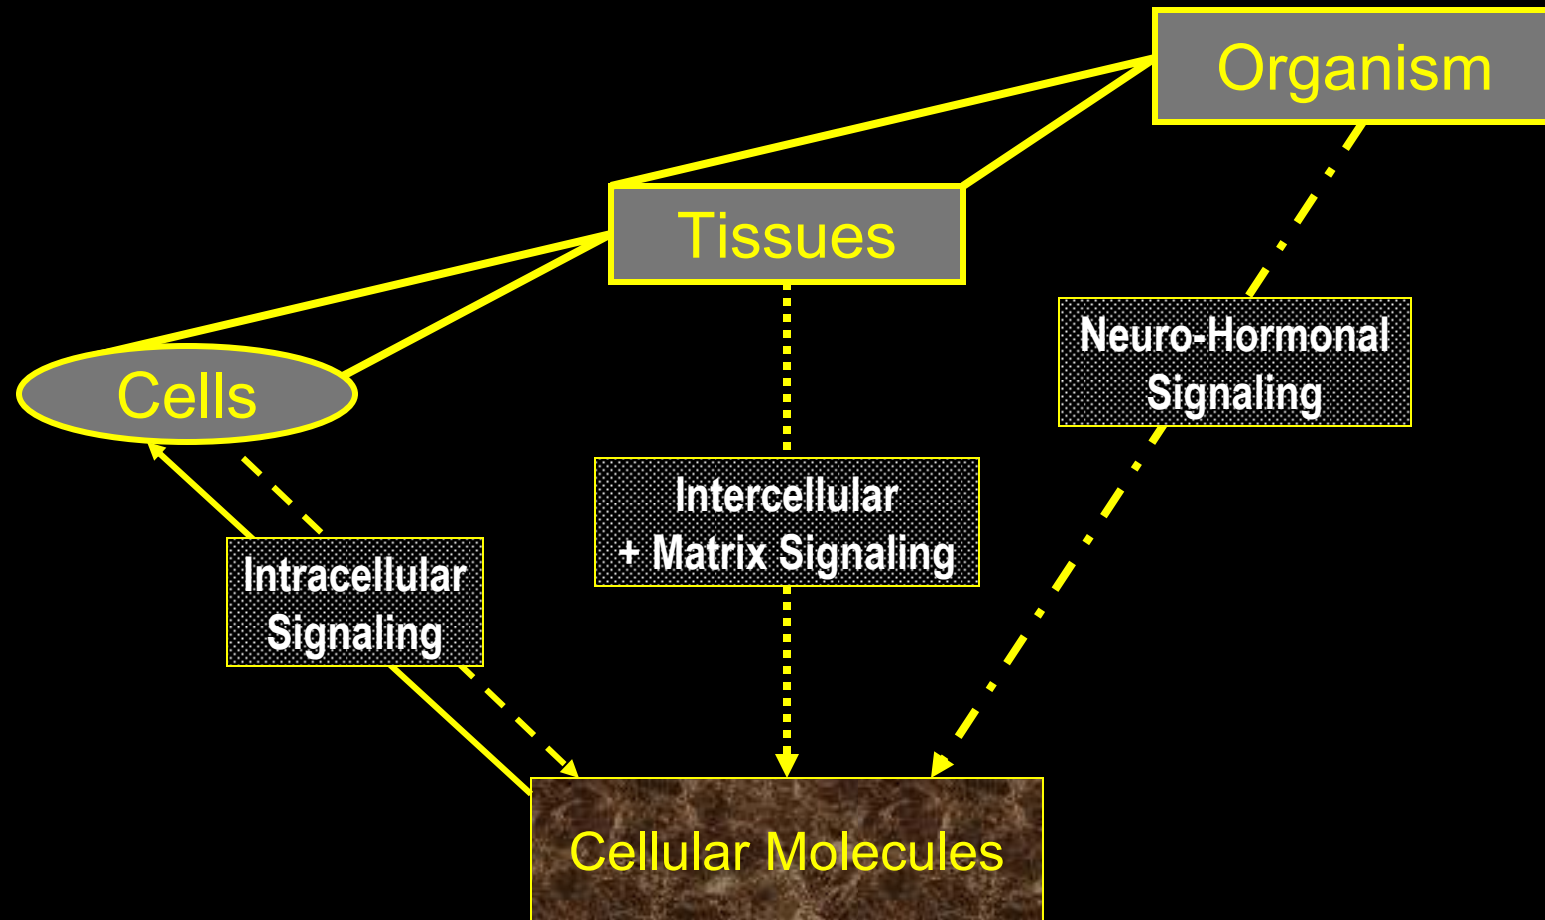 Organism
Tissues
Cells
Neuro-Hormonal
Signaling
Intercellular
+ Matrix Signaling
Intracellular
Signaling
Cellular Molecules